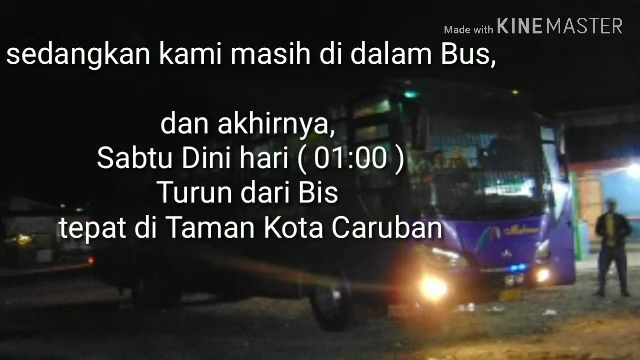 Made with KINEMASTER
sedangkan kami masih di dalam Bus,
dan akhirnya,
Sabtu Dini hari ( 01:00 )
Turun dari Bis
tepat di Taman Kota Caruban